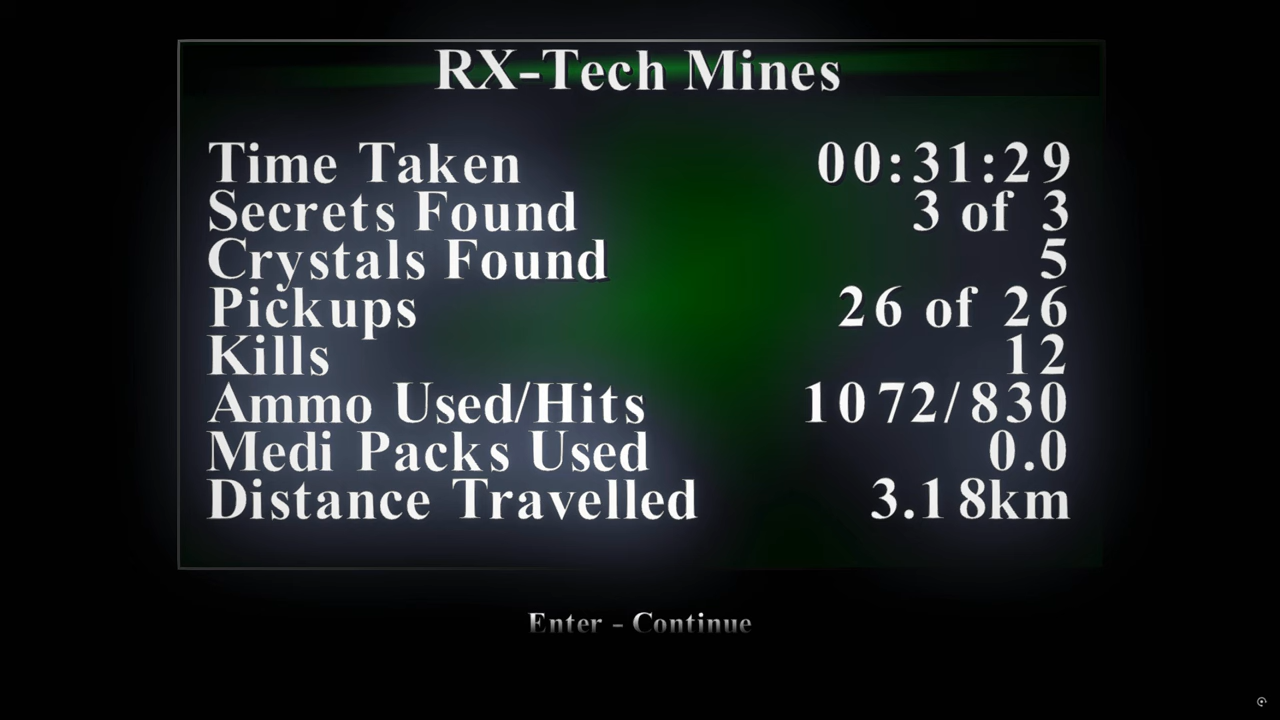 RX-Tech Mines
Time Taken 00:31:29
Secrets Found 3 of 3
Crystals Found 5
Pickups 26 of 26
Kills 12
Ammo Used/Hits 1072/830
Medi Packs Used 0.0
Distance Travelled 3.18km
Enter - Continue